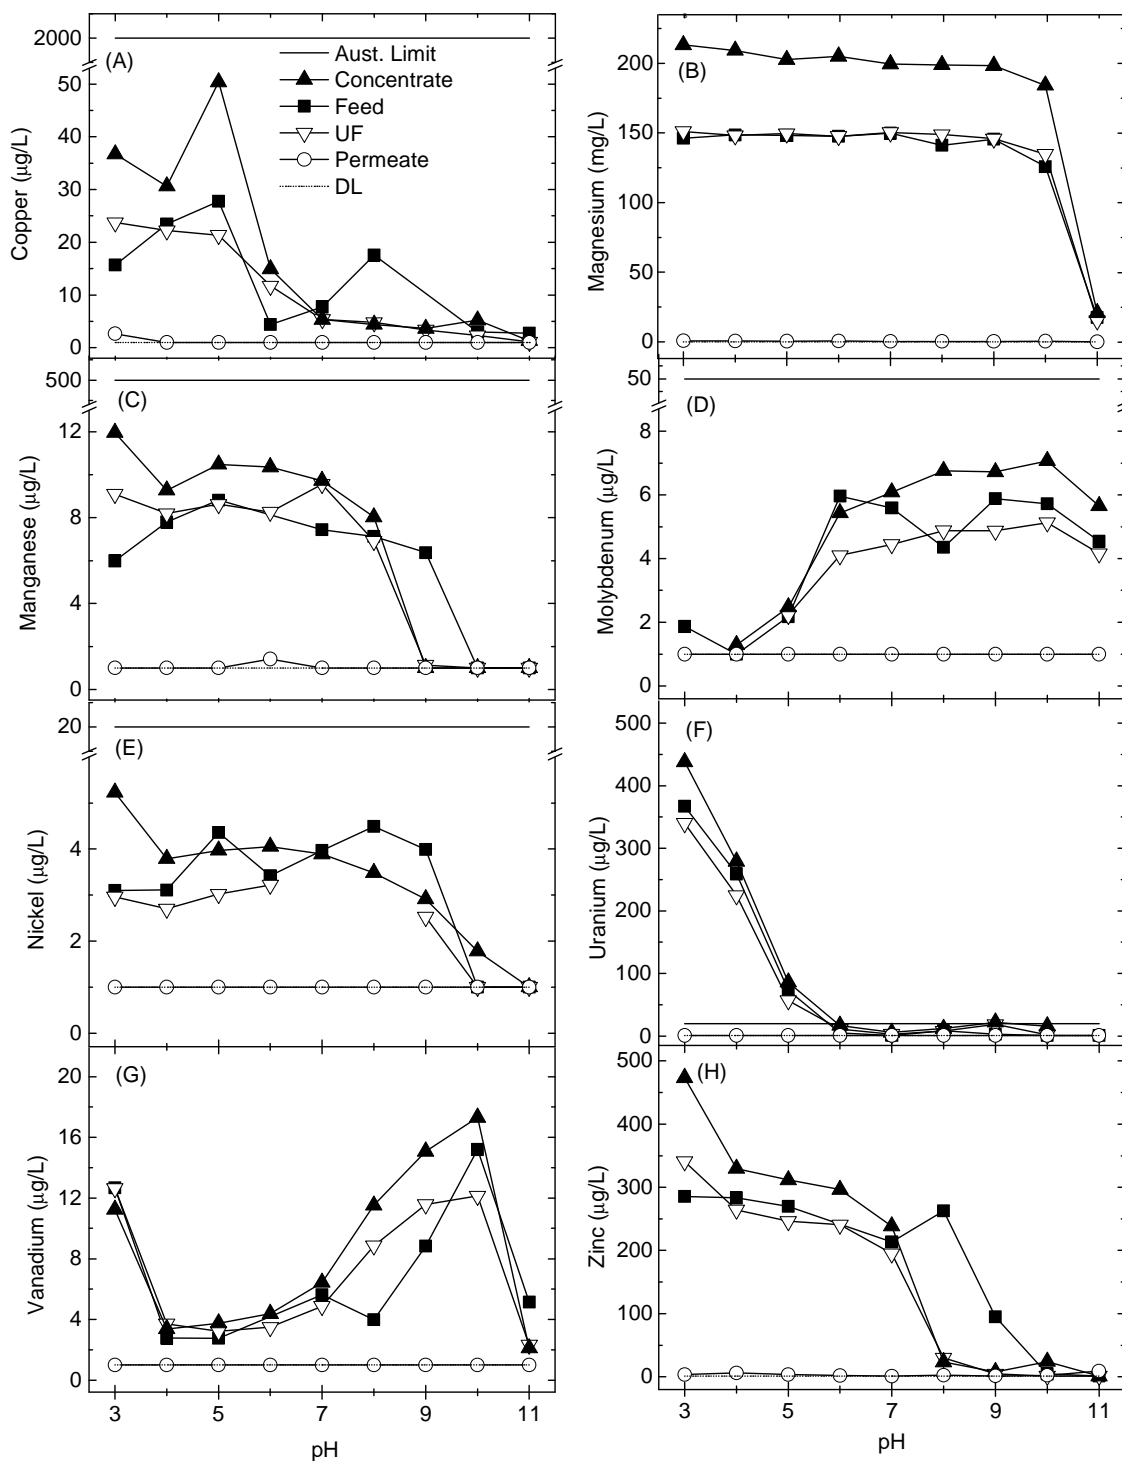 2000
(A)
Aust. Limit
Concentrate
Feed
UF
Permeate
DL
50
40
30
20
10
0
Copper (µg/L)
(B)
200
150
100
50
0
Magnesium (mg/L)
500
(C)
12
8
4
0
Manganese (µg/L)
50
(D)
8
6
4
2
0
Molybdenum (µg/L)
20
(E)
4
2
0
Nickel (µg/L)
(F)
500
400
300
200
100
0
Uranium (µg/L)
(G)
20
16
12
8
4
0
Vanadium (µg/L)
3 5 7 9 11
pH
(H)
500
400
300
200
100
0
Zinc (µg/L)
3 5 7 9 11
pH